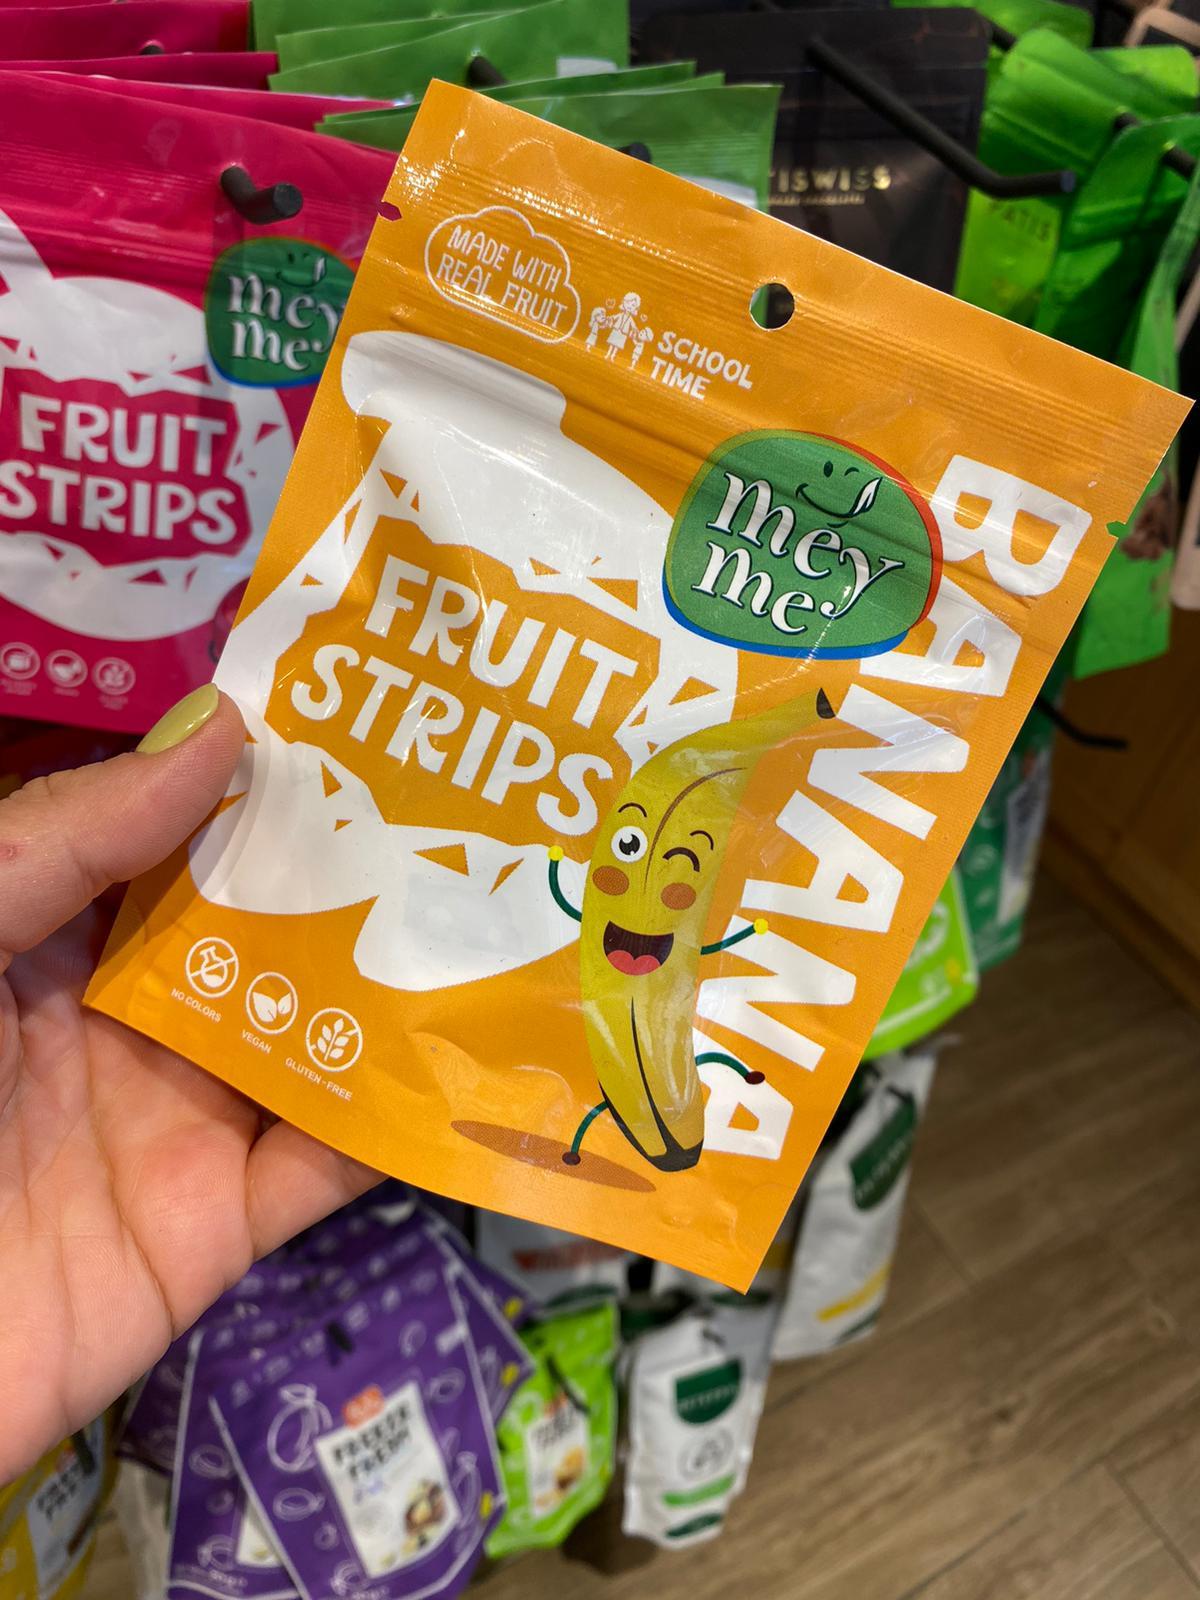 MADE WITH
REAL FRUIT
SCHOOL
TIME
mey
me
BANANA
FRUIT
STRIPS
NO COLORS
VEGAN
GLUTEN-FREE
mey
me
FRUIT
STRIPS
TISWISS
FREEZE
FRESH